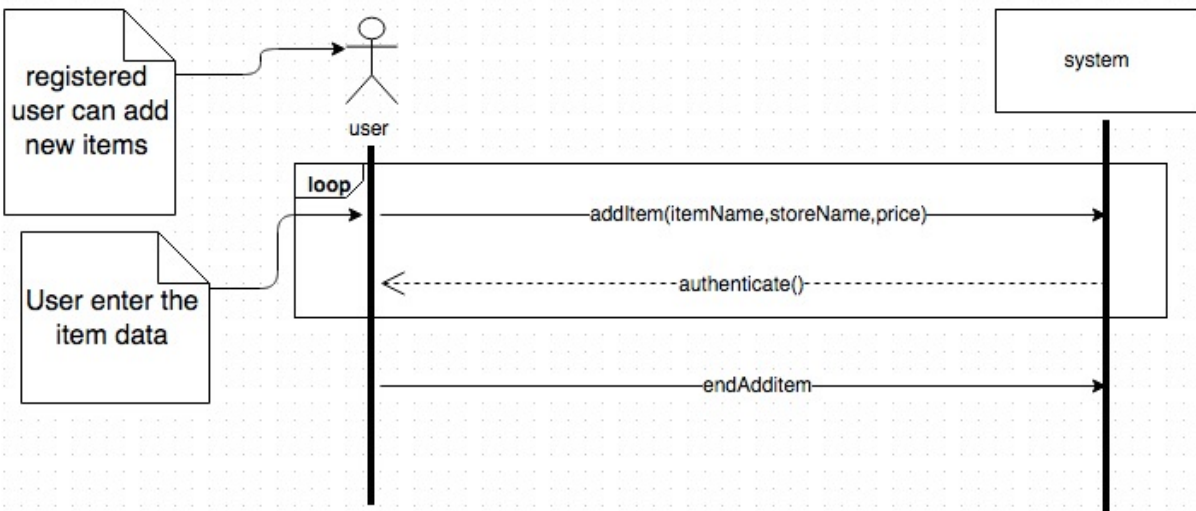 registered
user can add
new items
user
system
loop
addItem(itemName,storeName,price)
User enter the
item data
authenticate()
endAdditem